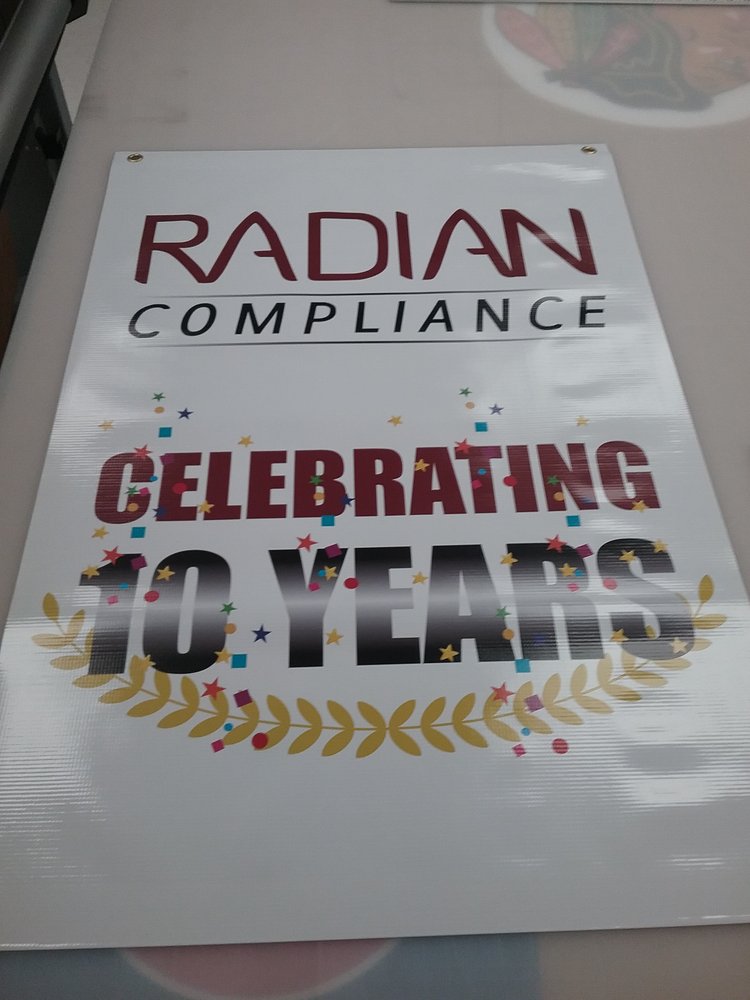 RADIAN
COMPLIANCE
CELEBRATING
10 YEARS